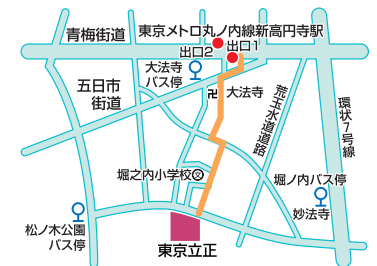 青梅街道
東京メトロ丸ノ内線新高円寺駅
出口2
出口1
五日市
街道
大法寺
バス停
卍
大法寺
荒玉水道道路
環状7号線
堀之内小学校
文
堀ノ内バス停
妙法寺
松ノ木公園
バス停
東京立正